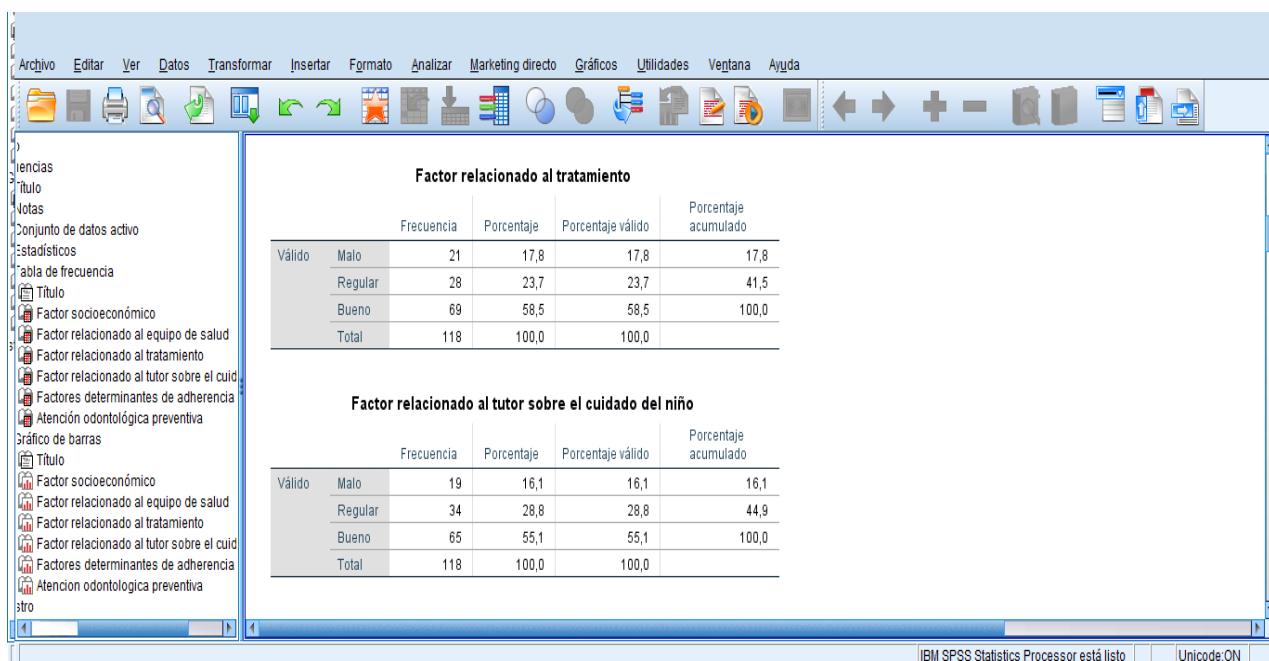 Archivo Editar Ver Datos Transformar Insertar Formato Analizar Marketing directo Gráficos Utilidades Ventana Ayuda
Título
Notas
Conjunto de datos activo
Estadísticos
Tabla de frecuencia
Título
Factor socioeconómico
Factor relacionado al equipo de salud
Factor relacionado al tratamiento
Factor relacionado al tutor sobre el cuid
Factores determinantes de adherencia
Atención odontológica preventiva
Gráfico de barras
Título
Factor socioeconómico
Factor relacionado al equipo de salud
Factor relacionado al tratamiento
Factor relacionado al tutor sobre el cuid
Factores determinantes de adherencia
Atencion odontologica preventiva
Factor relacionado al tratamiento
Frecuencia Porcentaje Porcentaje válido Porcentaje acumulado
Válido Malo 21 17,8 17,8 17,8
Regular 28 23,7 23,7 41,5
Bueno 69 58,5 58,5 100,0
Total 118 100,0 100,0
Factor relacionado al tutor sobre el cuidado del niño
Frecuencia Porcentaje Porcentaje válido Porcentaje acumulado
Válido Malo 19 16,1 16,1 16,1
Regular 34 28,8 28,8 44,9
Bueno 65 55,1 55,1 100,0
Total 118 100,0 100,0
IBM SPSS Statistics Processor está listo Unicode:ON